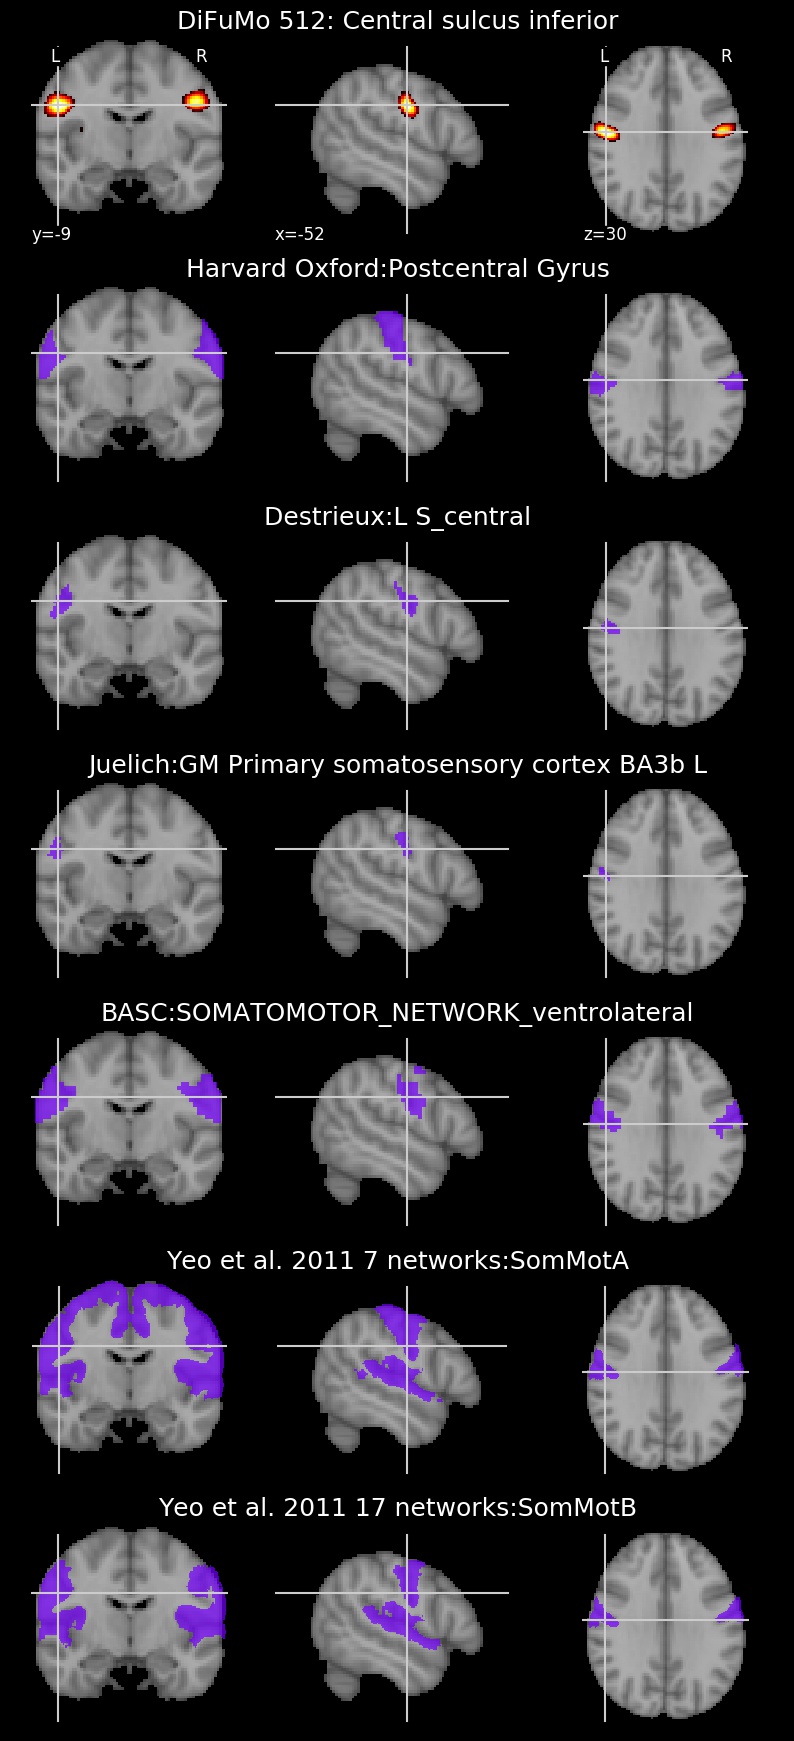 DiFuMo 512: Central sulcus inferior
L R L R
y=-9 x=-52 z=30
Harvard Oxford:Postcentral Gyrus
Destrieux:L S_central
Juelich:GM Primary somatosensory cortex BA3b L
BASC:SOMATOMOTOR_NETWORK_ventrolateral
Yeo et al. 2011 7 networks:SomMotA
Yeo et al. 2011 17 networks:SomMotB